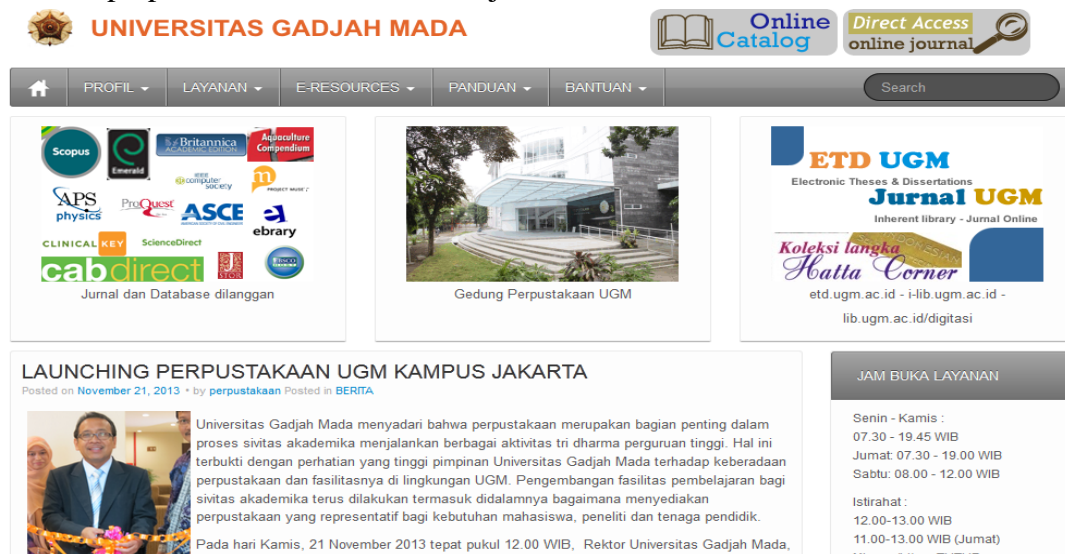 UNIVERSITAS GADJAH MADA
Online
Catalog
Direct Access
online journal
PROFIL
LAYANAN
E-RESOURCES
PANDUAN
BANTUAN
Search
Scopus
Emerald
Britannica
ACADEMIC EDITION
Aquaculture
Compendium
IEEE
computer
society
PROJECT MUSE
APS
physics
ProQuest
ASCE
ebrary
CLINICAL KEY
ScienceDirect
cabdirect
JSTOR
EBSCO
HOST
Jurnal dan Database dilanggan
Gedung Perpustakaan UGM
ETD UGM
Electronic Theses & Dissertations
Jurnal UGM
Inherent library - Jurnal Online
Koleksi langka
Hatta Corner
etd.ugm.ac.id - i-lib.ugm.ac.id -
lib.ugm.ac.id/digitasi
LAUNCHING PERPUSTAKAAN UGM KAMPUS JAKARTA
Posted on November 21, 2013 • by perpustakaan Posted in BERITA
Universitas Gadjah Mada menyadari bahwa perpustakaan merupakan bagian penting dalam
proses sivitas akademika menjalankan berbagai aktivitas tri dharma perguruan tinggi. Hal ini
terbukti dengan perhatian yang tinggi pimpinan Universitas Gadjah Mada terhadap keberadaan
perpustakaan dan fasilitasnya di lingkungan UGM. Pengembangan fasilitas pembelajaran bagi
sivitas akademika terus dilakukan termasuk didalamnya bagaimana menyediakan
perpustakaan yang representatif bagi kebutuhan mahasiswa, peneliti dan tenaga pendidik.
Pada hari Kamis, 21 November 2013 tepat pukul 12.00 WIB, Rektor Universitas Gadjah Mada,
JAM BUKA LAYANAN
Senin - Kamis :
07.30 - 19.45 WIB
Jumat: 07.30 - 19.00 WIB
Sabtu: 08.00 - 12.00 WIB
Istirahat :
12.00-13.00 WIB
11.00-13.00 WIB (Jumat)